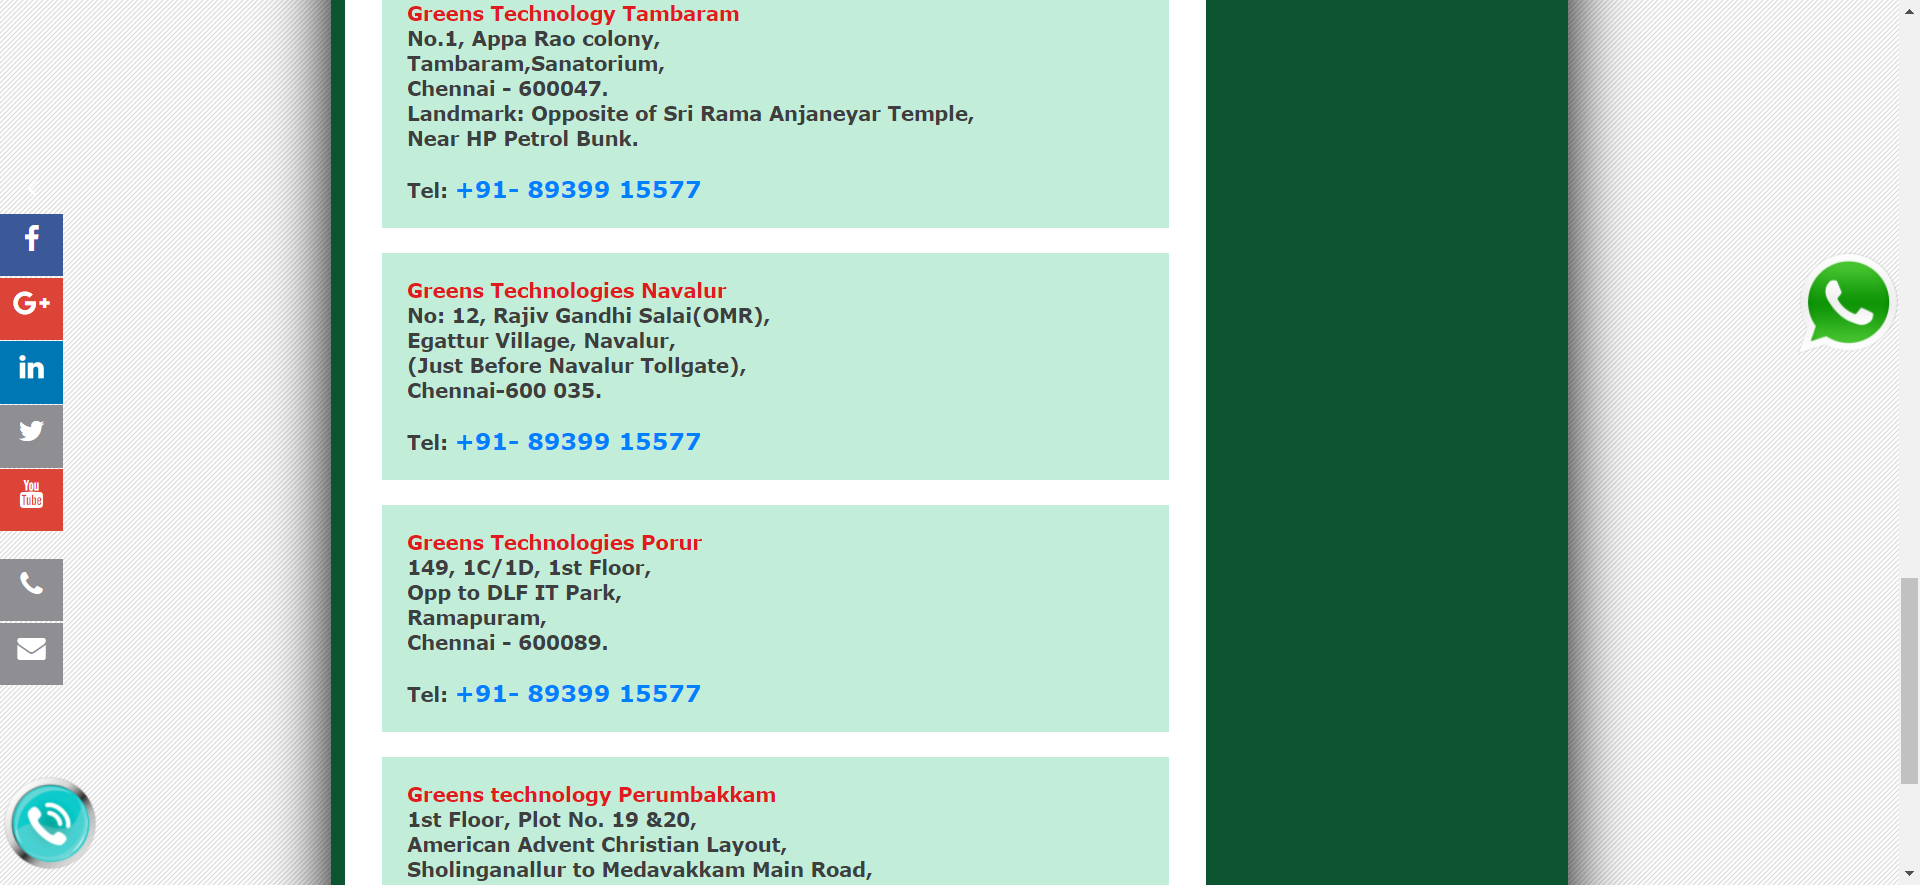 Greens Technology Tambaram
No.1, Appa Rao colony,
Tambaram,Sanatorium,
Chennai - 600047.
Landmark: Opposite of Sri Rama Anjaneyar Temple,
Near HP Petrol Bunk.
Tel: +91- 89399 15577
Greens Technologies Navalur
No: 12, Rajiv Gandhi Salai(OMR),
Egattur Village, Navalur,
(Just Before Navalur Tollgate),
Chennai-600 035.
Tel: +91- 89399 15577
Greens Technologies Porur
149, 1C/1D, 1st Floor,
Opp to DLF IT Park,
Ramapuram,
Chennai - 600089.
Tel: +91- 89399 15577
Greens technology Perumbakkam
1st Floor, Plot No. 19 &20,
American Advent Christian Layout,
Sholinganallur to Medavakkam Main Road,
f
G+
in
You
Tube